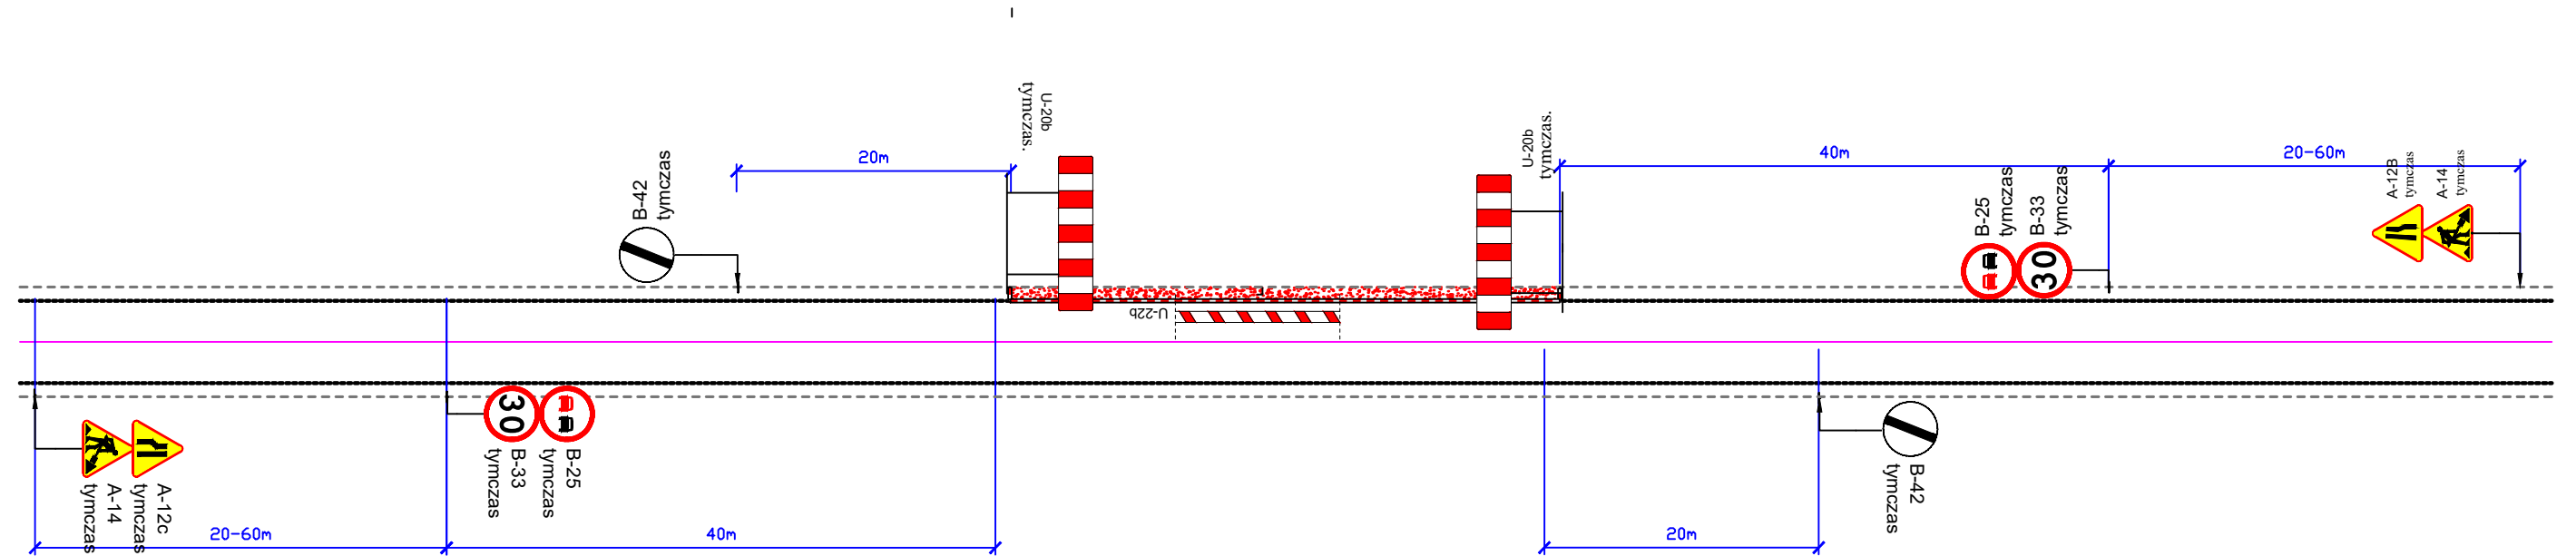 U-20b
tymczas.
20m
B-42
tymczas
U-20b
tymczas.
40m
20-60m
B-25
tymczas
B-33
tymczas
30
A-12B
tymczas
A-14
tymczas
U-22b
30
B-25
tymczas
B-33
tymczas
A-12c
tymczas
A-14
tymczas
20-60m
40m
B-42
tymczas
20m